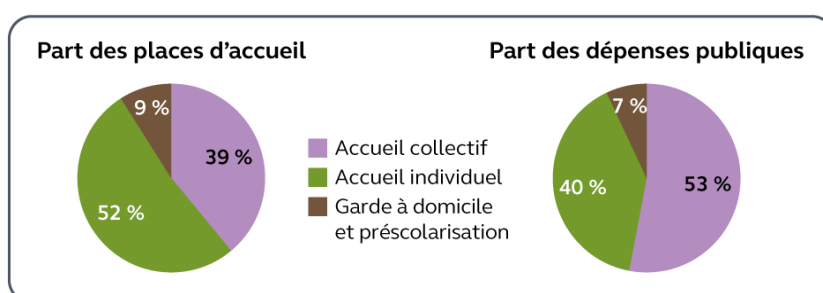 Part des places d'accueil
9 %
39 %
52 %
Accueil collectif
Accueil individuel
Garde à domicile
et préscolarisation
Part des dépenses publiques
7 %
40 %
53 %